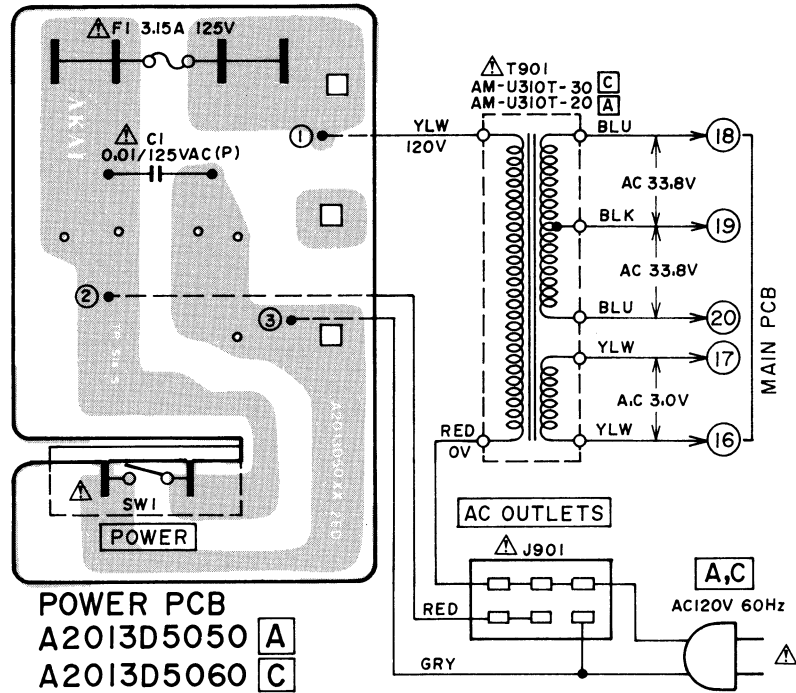 F1 3.15A 125V
AKAI
C1
0.01/125VAC(P)
1
2
3
SW1
POWER
POWER PCB
A2013D5050 A
A2013D5060 C
T901
AM-U310T-30 C
AM-U310T-20 A
YLW
120V
RED
0V
BLU
18
AC 33.8V
BLK
19
AC 33.8V
BLU
20
YLW
17
A.C 3.0V
YLW
16
MAIN PCB
AC OUTLETS
J901
RED
GRY
A,C
AC120V 60Hz